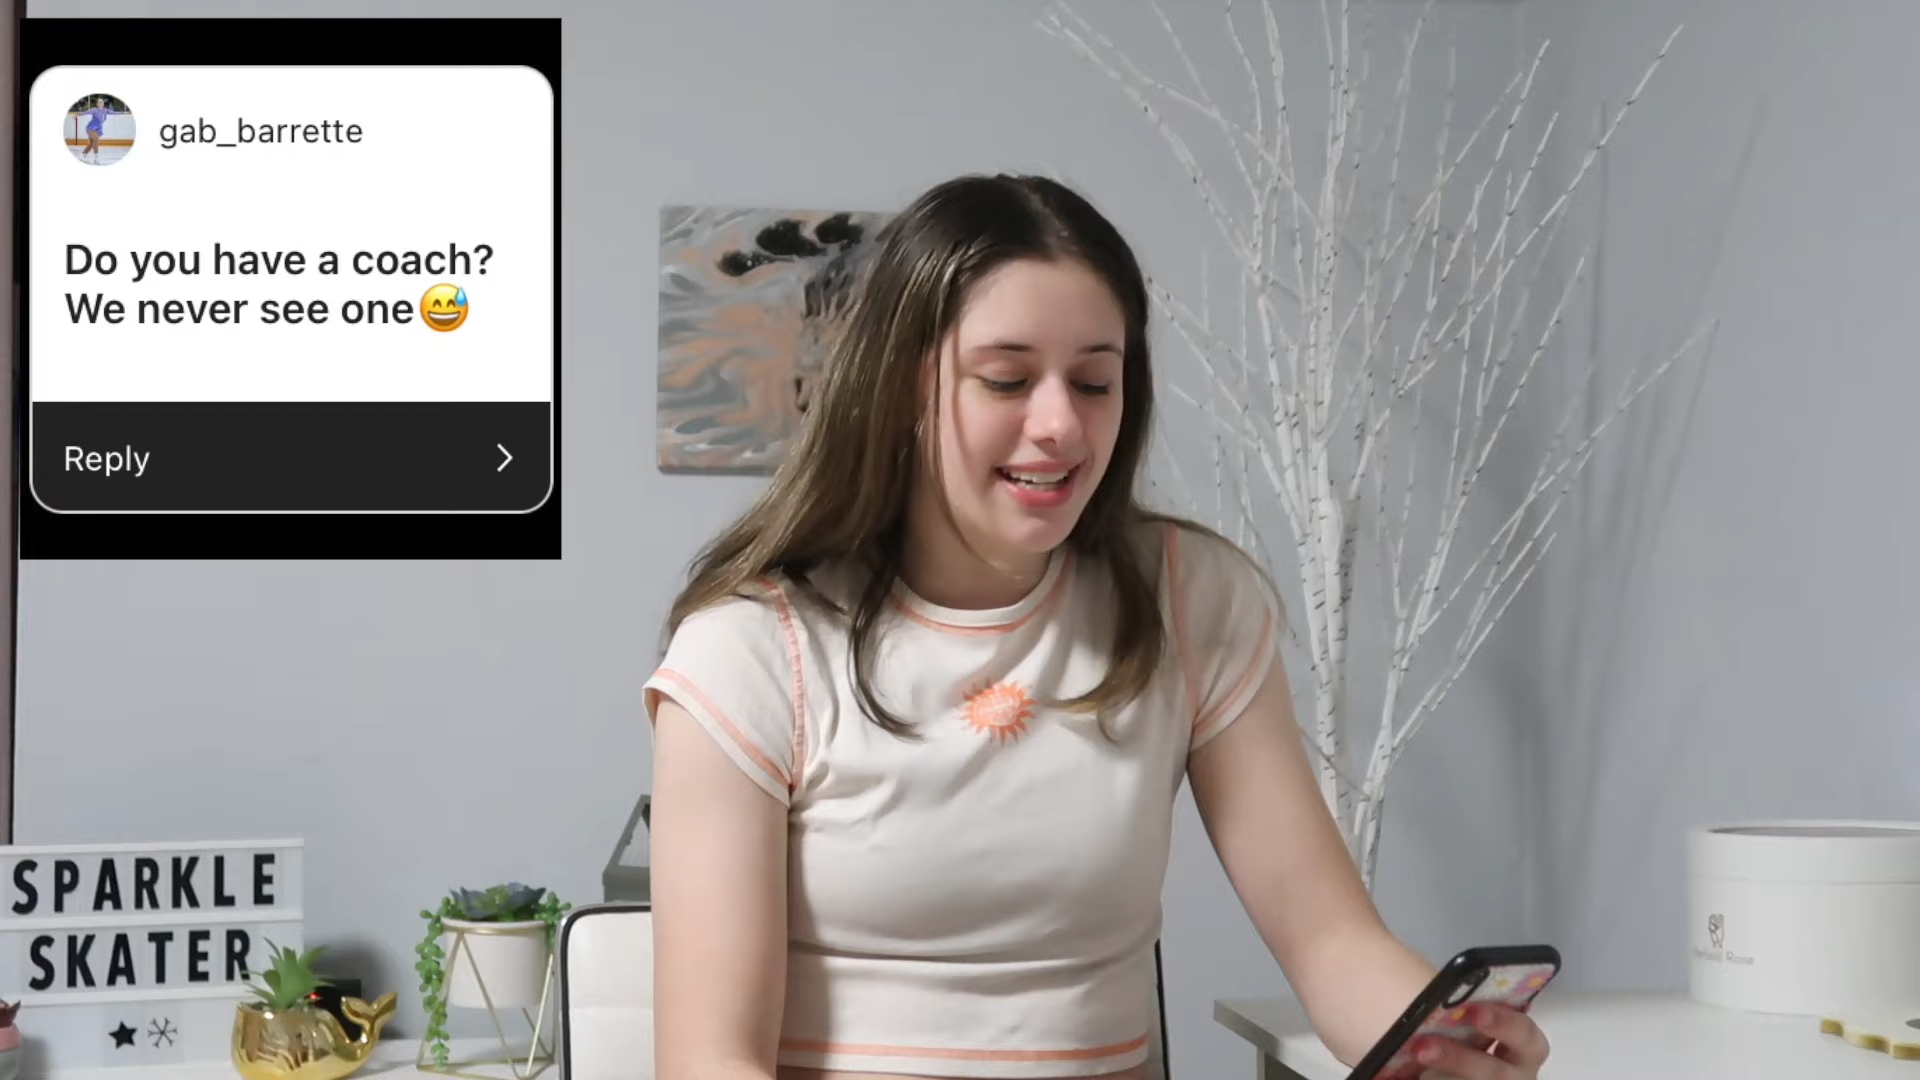 gab_barrette
Do you have a coach?
We never see one😅
Reply
SPARKLE
SKATER